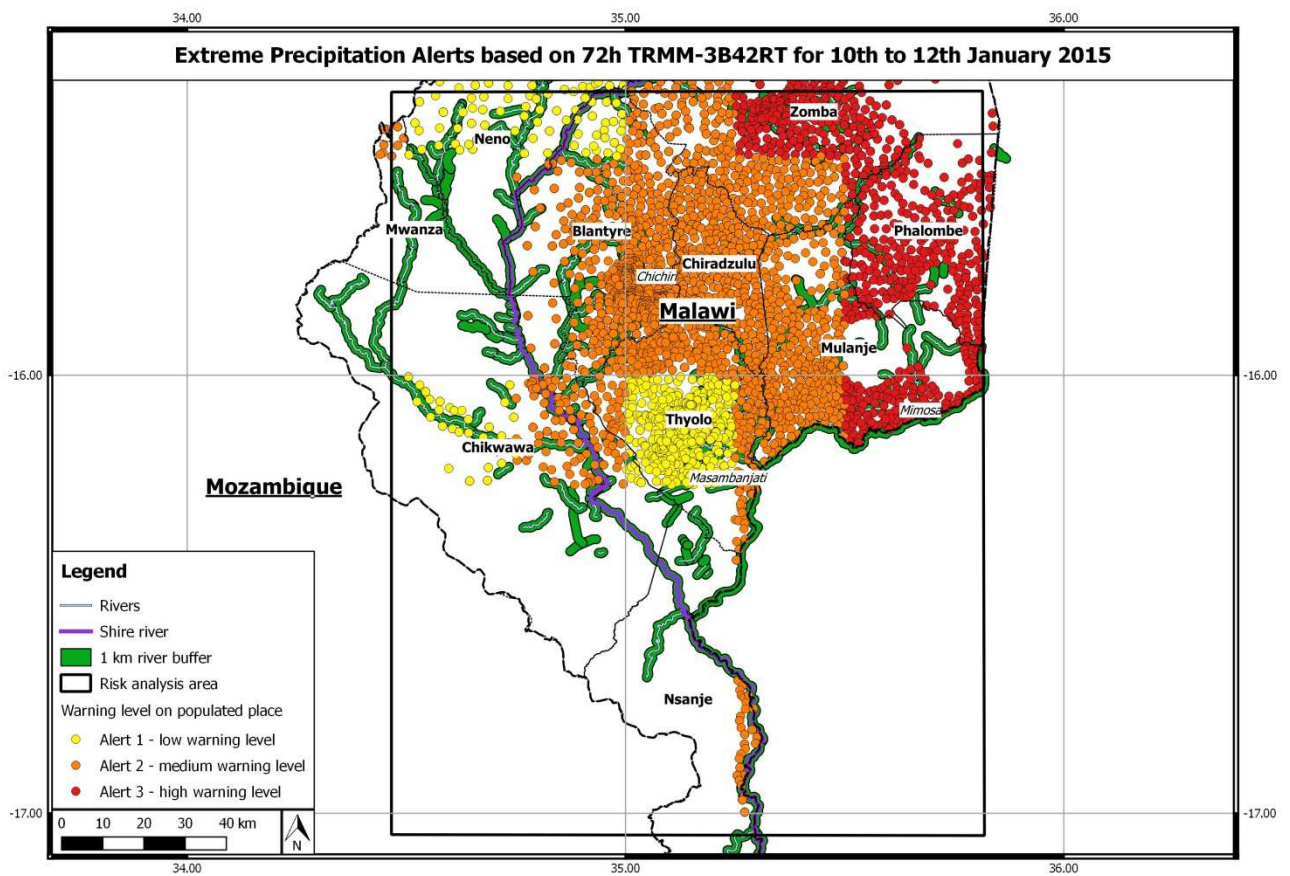 34.00 35.00 36.00
Extreme Precipitation Alerts based on 72h TRMM-3B42RT for 10th to 12th January 2015
Zomba
Neno
Mwanza
Blantyre
Phalombe
Chichiri
Chiradzulu
Malawi
Mulanje
-16.00 -16.00
Mimosa
Thyolo
Chikwawa
Masambanjati
Mozambique
Nsanje
Legend
Rivers
Shire river
1 km river buffer
Risk analysis area
Warning level on populated place
Alert 1 - low warning level
Alert 2 - medium warning level
Alert 3 - high warning level
-17.00 -17.00
0 10 20 30 40 km
N
34.00 35.00 36.00